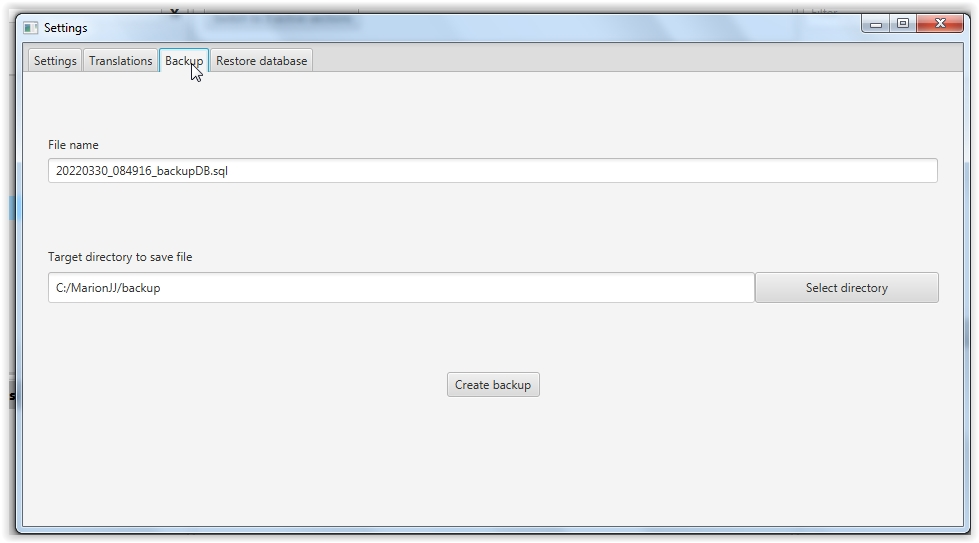 Settings
Settings Translations Backup Restore database
File name
20220330_084916_backupDB.sql
Target directory to save file
C:/MarionJJ/backup
Select directory
Create backup